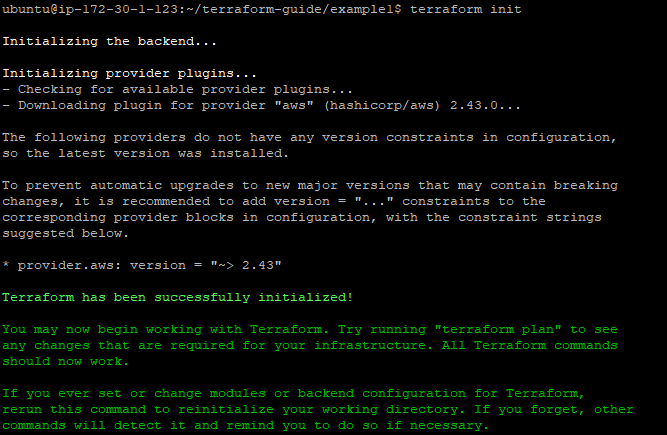 ubuntu@ip-172-30-1-123:~/terraform-guide/example1$ terraform init
Initializing the backend...
Initializing provider plugins...
- Checking for available provider plugins...
- Downloading plugin for provider "aws" (hashicorp/aws) 2.43.0...
The following providers do not have any version constraints in configuration,
so the latest version was installed.
To prevent automatic upgrades to new major versions that may contain breaking
changes, it is recommended to add version = "..." constraints to the
corresponding provider blocks in configuration, with the constraint strings
suggested below.
* provider.aws: version = "~> 2.43"
Terraform has been successfully initialized!
You may now begin working with Terraform. Try running "terraform plan" to see
any changes that are required for your infrastructure. All Terraform commands
should now work.
If you ever set or change modules or backend configuration for Terraform,
rerun this command to reinitialize your working directory. If you forget, other
commands will detect it and remind you to do so if necessary.